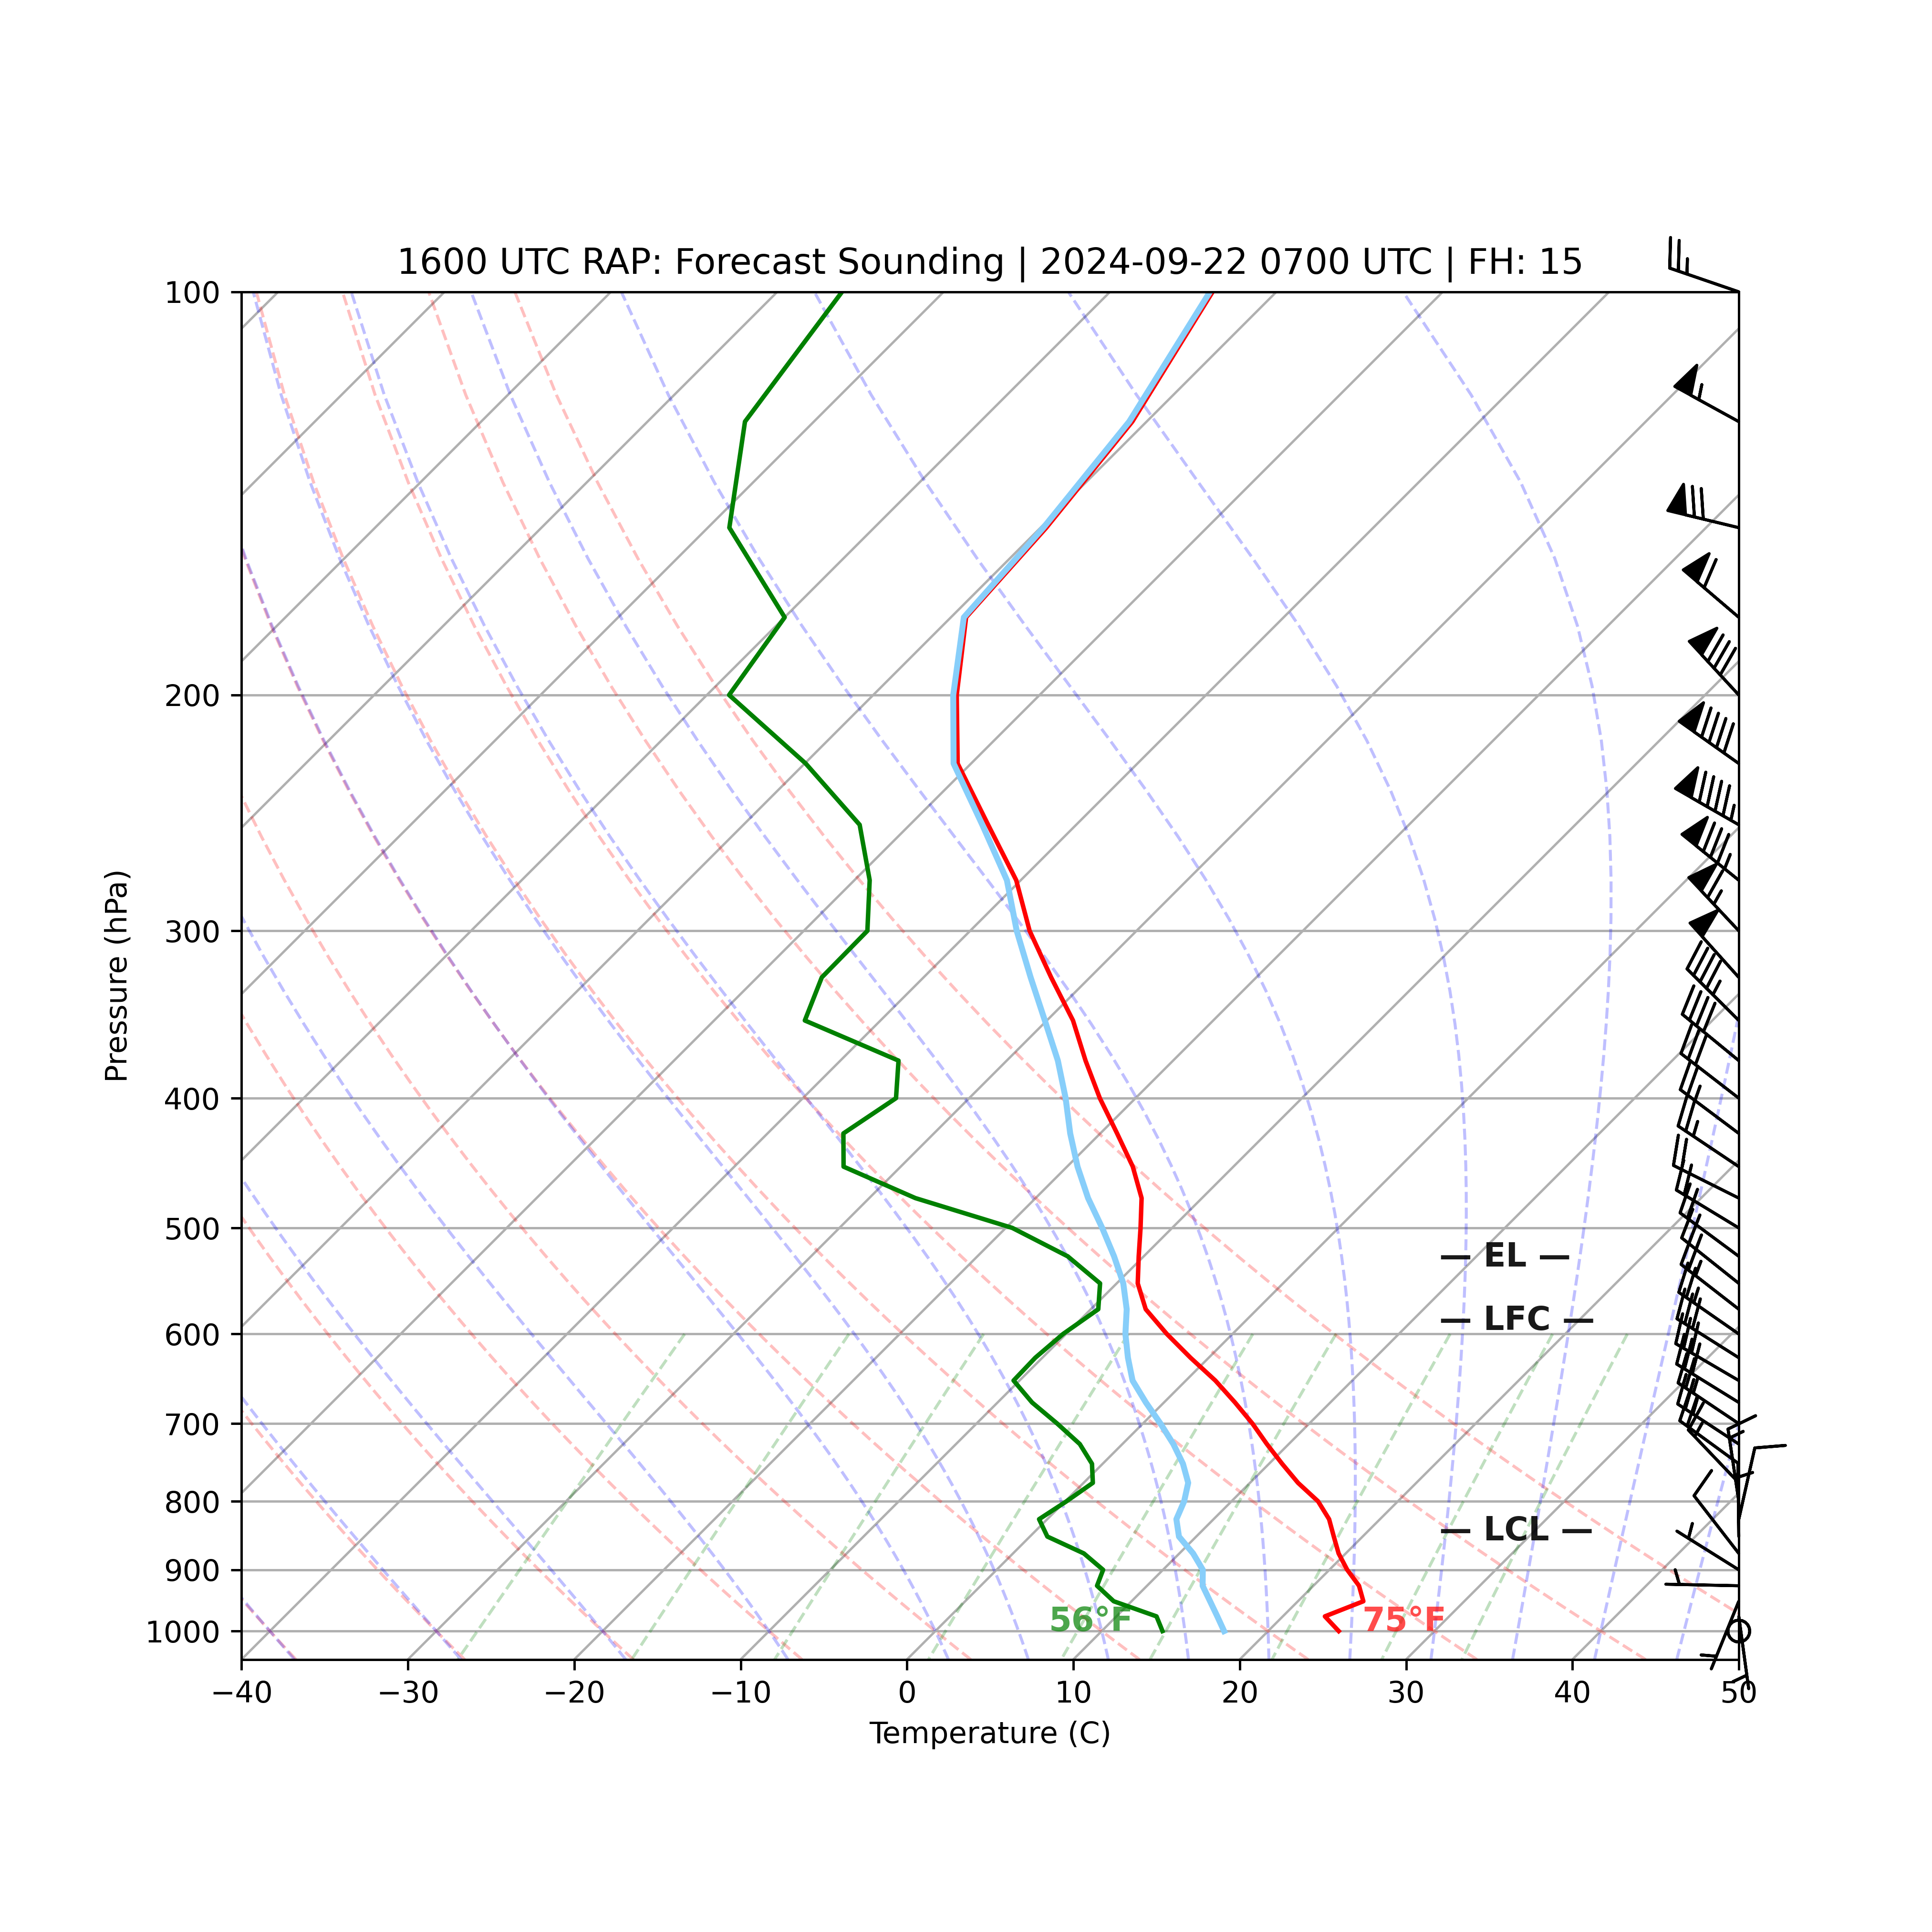 1600 UTC RAP: Forecast Sounding | 2024-09-22 0700 UTC | FH: 15
100
200
300
400
500
600
700
800
900
1000
Pressure (hPa)
— EL —
— LFC —
— LCL —
56°F
75°F
−40 −30 −20 −10 0 10 20 30 40 50
Temperature (C)